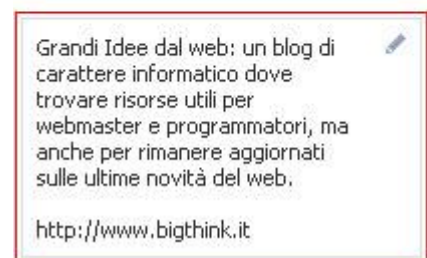 Grandi Idee dal web: un blog di
carattere informatico dove
trovare risorse utili per
webmaster e programmatori, ma
anche per rimanere aggiornati
sulle ultime novità del web.
http://www.bigthink.it